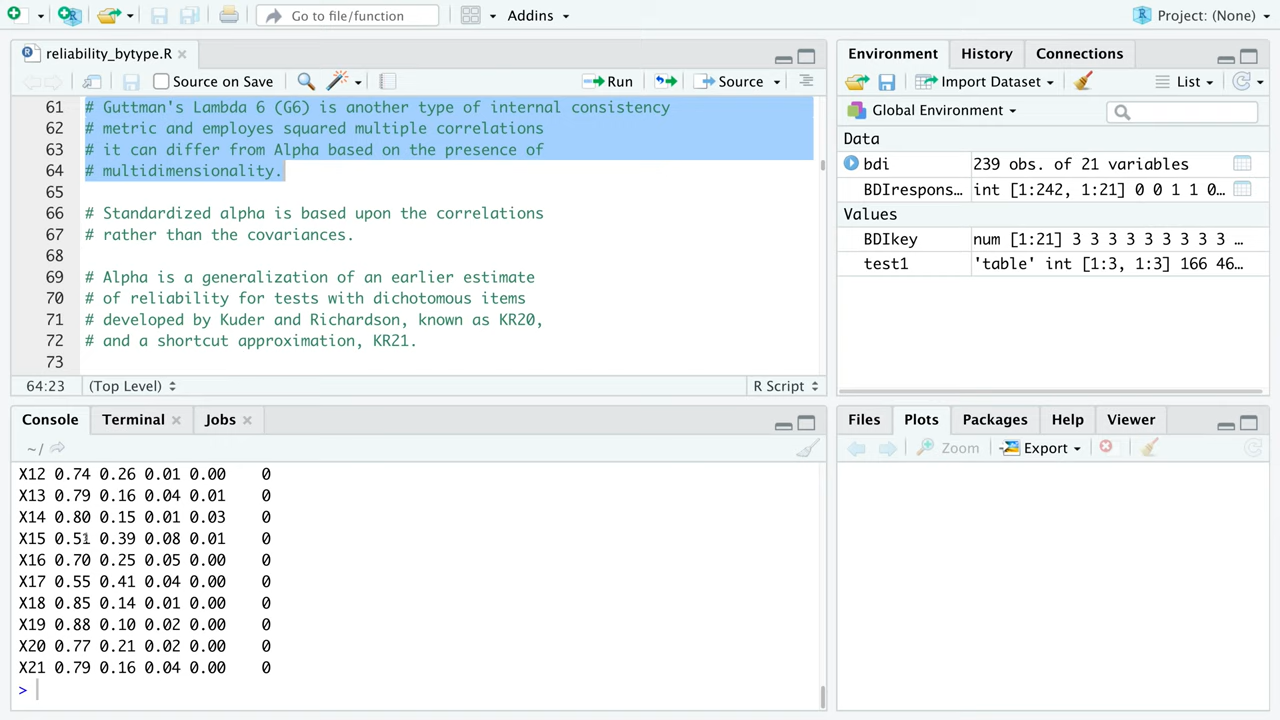 Go to file/function
Addins
Project: (None)
reliability_bytype.R
Source on Save
Run
Source
61 # Guttman's Lambda 6 (G6) is another type of internal consistency
62 # metric and employes squared multiple correlations
63 # it can differ from Alpha based on the presence of
64 # multidimensionality.
65
66 # Standardized alpha is based upon the correlations
67 # rather than the covariances.
68
69 # Alpha is a generalization of an earlier estimate
70 # of reliability for tests with dichotomous items
71 # developed by Kuder and Richardson, known as KR20,
72 # and a shortcut approximation, KR21.
73
64:23 (Top Level) R Script
Console Terminal Jobs
~/
X12 0.74 0.26 0.01 0.00 0
X13 0.79 0.16 0.04 0.01 0
X14 0.80 0.15 0.01 0.03 0
X15 0.51 0.39 0.08 0.01 0
X16 0.70 0.25 0.05 0.00 0
X17 0.55 0.41 0.04 0.00 0
X18 0.85 0.14 0.01 0.00 0
X19 0.88 0.10 0.02 0.00 0
X20 0.77 0.21 0.02 0.00 0
X21 0.79 0.16 0.04 0.00 0
>
Environment History Connections
Import Dataset List
Global Environment
Data
bdi 239 obs. of 21 variables
BDIrespons… int [1:242, 1:21] 0 0 1 1 0…
Values
BDIkey num [1:21] 3 3 3 3 3 3 3 3 3 …
test1 'table' int [1:3, 1:3] 166 46…
Files Plots Packages Help Viewer
Zoom Export